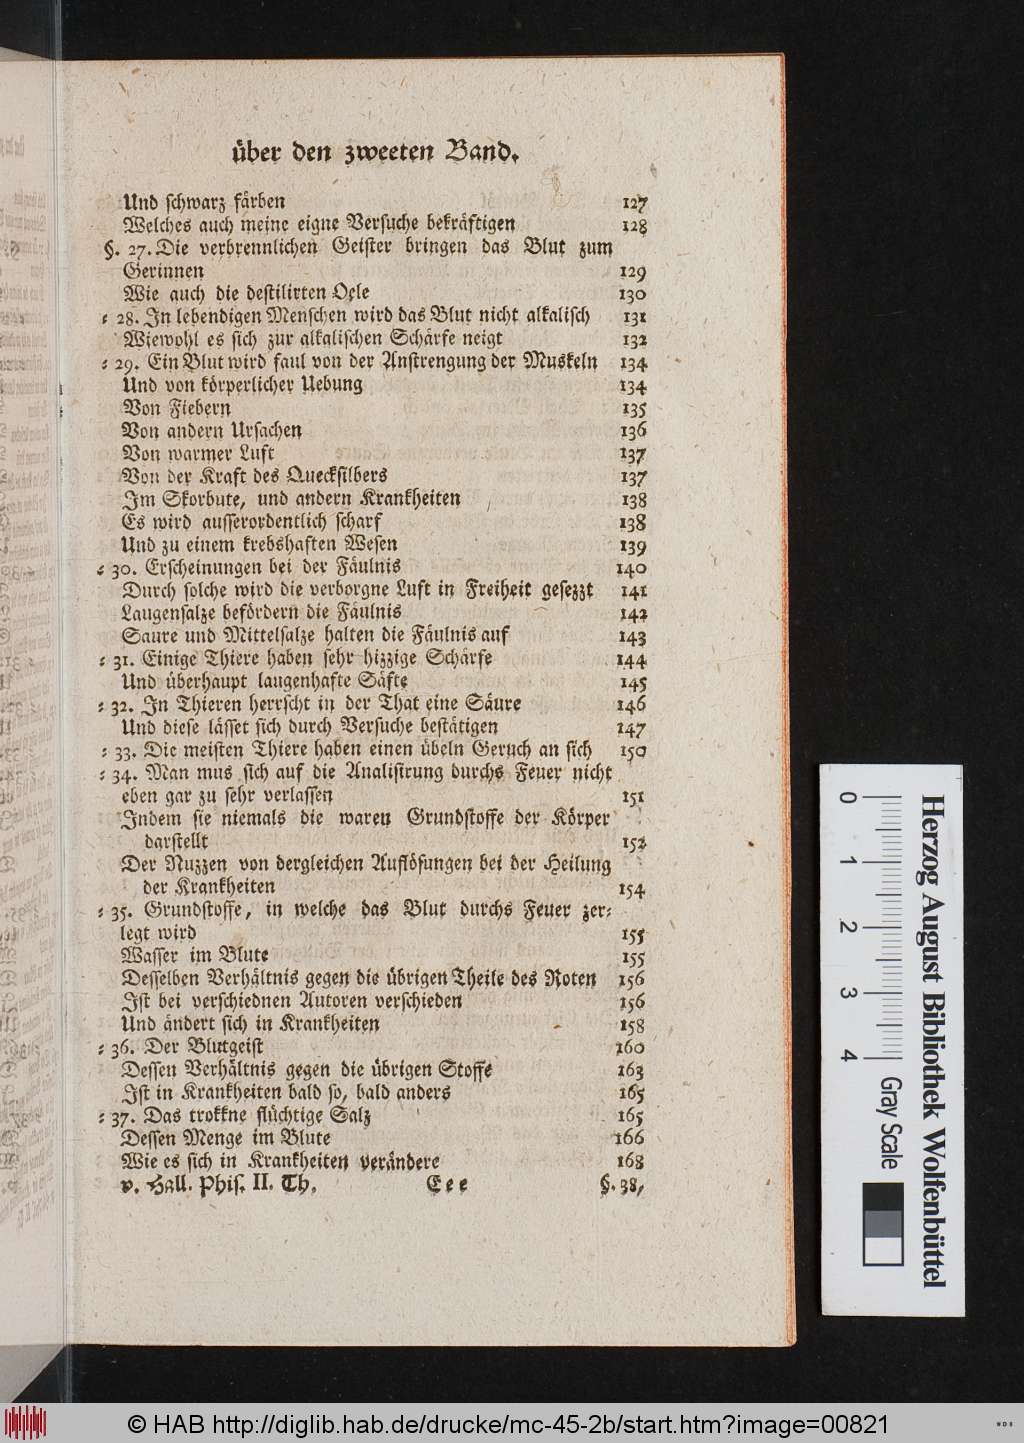 über den zweeten Band.
Und schwarz färben 127
Welches auch meine eigne Versuche bekräftigen 128
§. 27. Die verbrennlichen Geister bringen das Blut zum
Gerinnen 129
Wie auch die destilirten Oele 130
⸗ 28. In lebendigen Menschen wird das Blut nicht alkalisch 131
Wiewohl es sich zur alkalischen Schärfe neigt 132
⸗ 29. Ein Blut wird faul von der Anstrengung der Muskeln 134
Und von körperlicher Uebung 134
Von Fiebern 135
Von andern Ursachen 136
Von warmer Luft 137
Von der Kraft des Quecksilbers 137
Im Skorbute, und andern Krankheiten 138
Es wird ausserordentlich scharf 138
Und zu einem krebshaften Wesen 139
⸗ 30. Erscheinungen bei der Fäulnis 140
Durch solche wird die verborgne Luft in Freiheit gesezzt 141
Laugensalze befördern die Fäulnis 142
Saure und Mittelsalze halten die Fäulnis auf 143
⸗ 31. Einige Thiere haben sehr hizzige Schärfe 144
Und überhaupt laugenhafte Säfte 145
⸗ 32. In Thieren herrscht in der That eine Säure 146
Und diese lässet sich durch Versuche bestätigen 147
⸗ 33. Die meisten Thiere haben einen übeln Geruch an sich 150
⸗ 34. Man mus sich auf die Analisirung durchs Feuer nicht
eben gar zu sehr verlassen 151
Indem sie niemals die waren Grundstoffe der Körper
darstellt 152
Der Nuzzen von dergleichen Auflösungen bei der Heilung
der Krankheiten 154
⸗ 35. Grundstoffe, in welche das Blut durchs Feuer zer⸗
legt wird 155
Wasser im Blute 155
Desselben Verhältnis gegen die übrigen Theile des Roten 156
Ist bei verschiednen Autoren verschieden 156
Und ändert sich in Krankheiten 158
⸗ 36. Der Blutgeist 160
Dessen Verhältnis gegen die übrigen Stoffe 163
Ist in Krankheiten bald so, bald anders 165
⸗ 37. Das trokkne flüchtige Salz 165
Dessen Menge im Blute 166
Wie es sich in Krankheiten verändere 168
v. Hall. Phis. II. Th. Eee §. 38,
0 1 2 3 4 Gray Scale
Herzog August Bibliothek Wolfenbüttel
© HAB http://diglib.hab.de/drucke/mc-45-2b/start.htm?image=00821